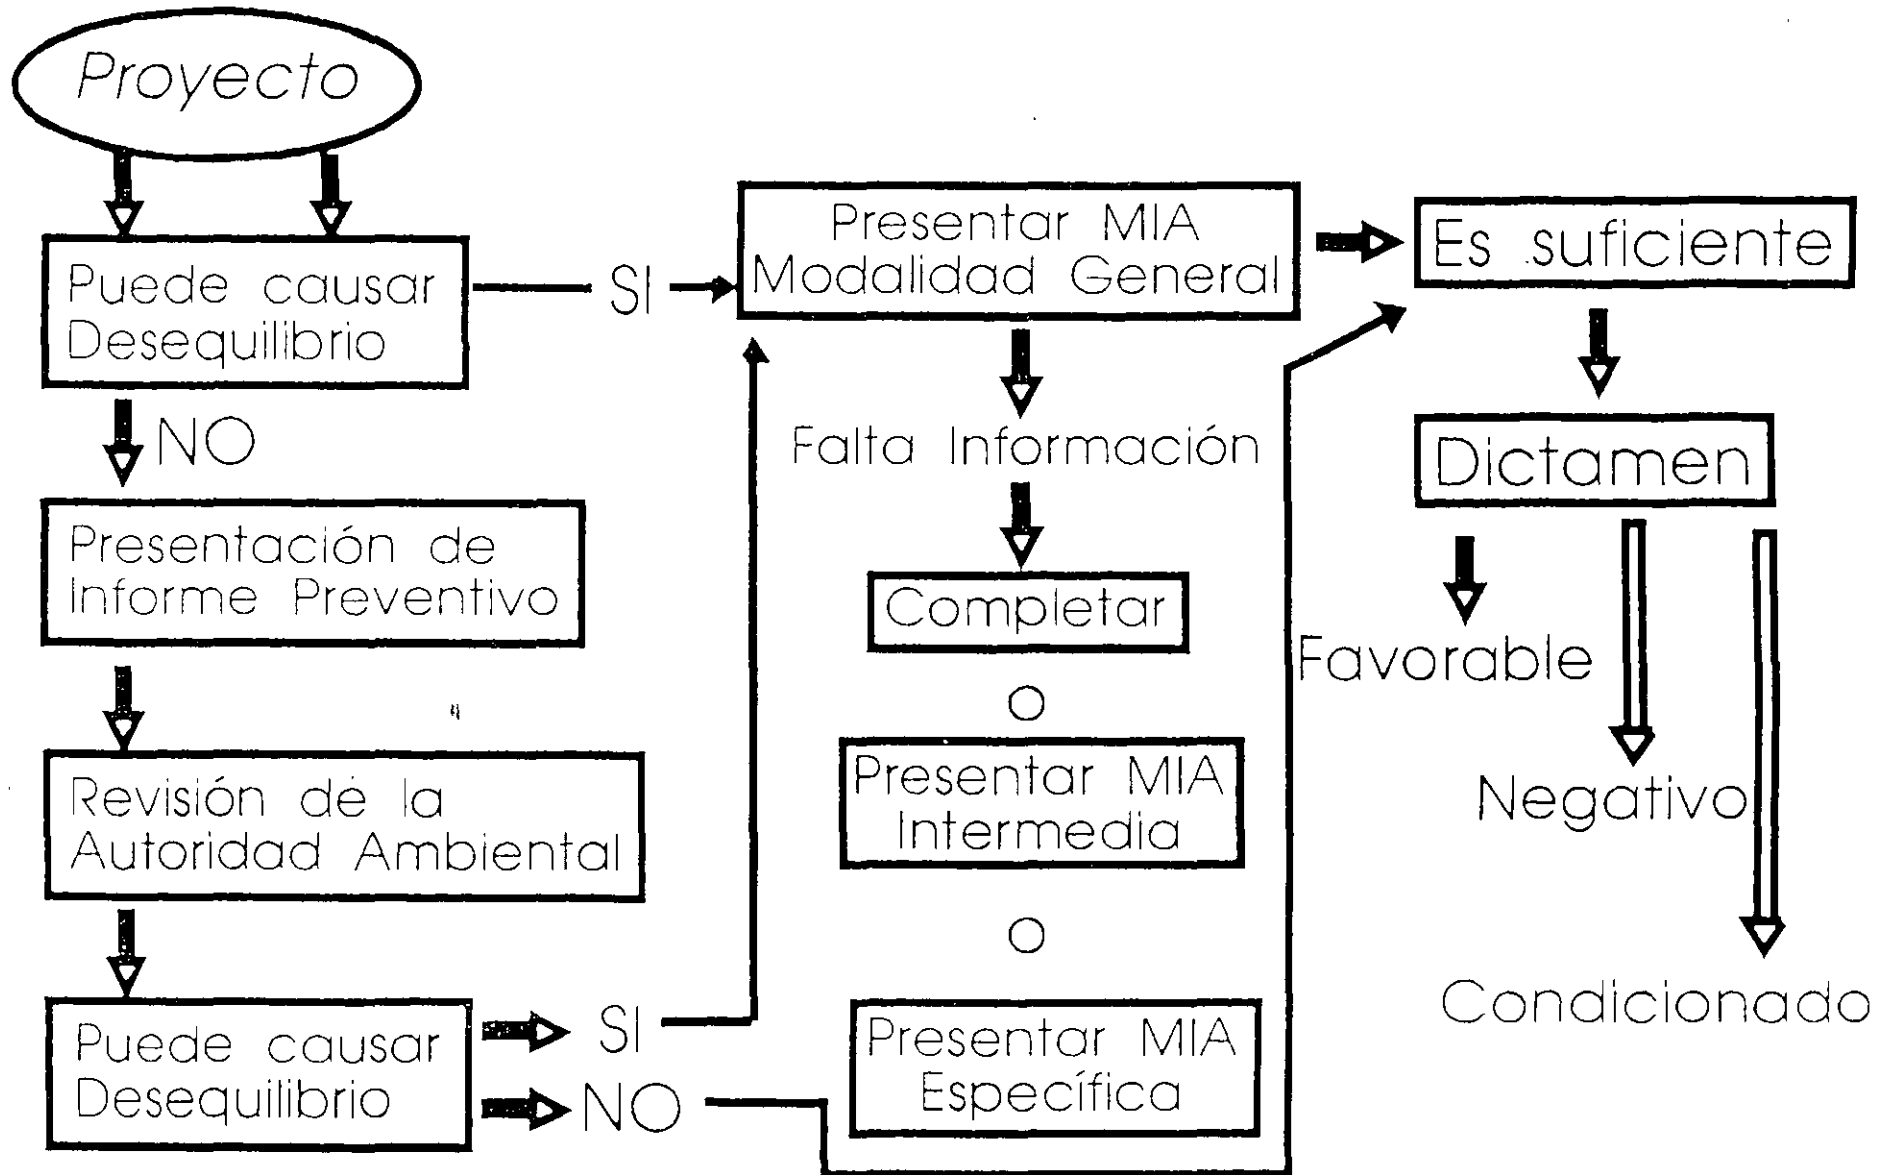 Proyecto
Puede causar
Desequilibrio
SI
NO
Presentación de
Informe Preventivo
Revisión de la
Autoridad Ambiental
Puede causar
Desequilibrio
SI
NO
Presentar MIA
Modalidad General
Falta Información
Completar
O
Presentar MIA
Intermedia
O
Presentar MIA
Específica
Es suficiente
Dictamen
Favorable
Negativo
Condicionado